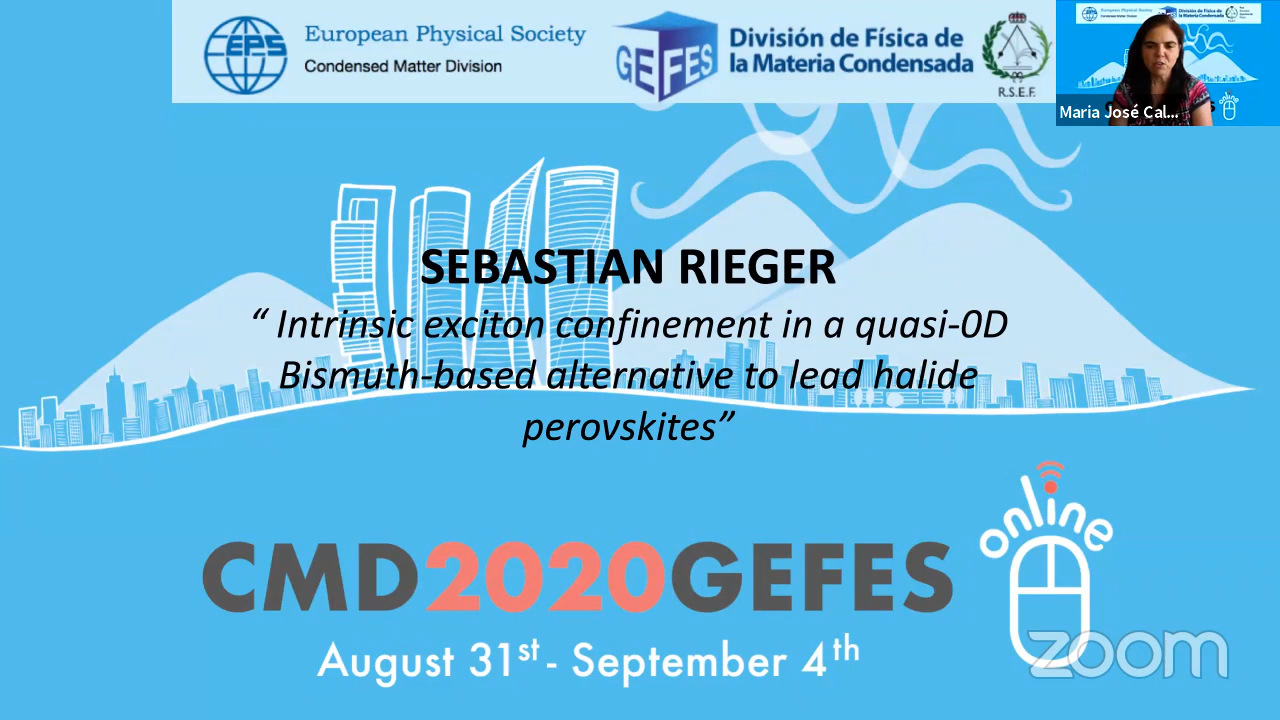 EPS
European Physical Society
Condensed Matter Division
GEFES
División de Física de
la Materia Condensada
R.S.E.F.
Maria José Cal...
SEBASTIAN RIEGER
“ Intrinsic exciton confinement in a quasi-0D
Bismuth-based alternative to lead halide
perovskites”
online
CMD2020GEFES
August 31st - September 4th
zoom